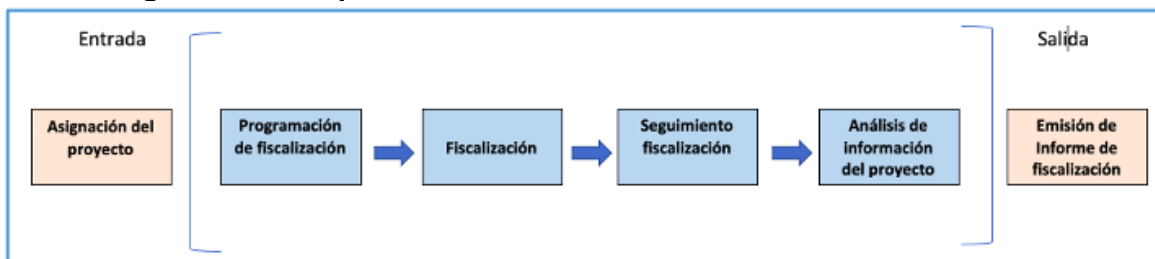 Entrada
Salida
Asignación del
proyecto
Programación
de fiscalización
Fiscalización
Seguimiento
fiscalización
Análisis de
información
del proyecto
Emisión de
Informe de
fiscalización